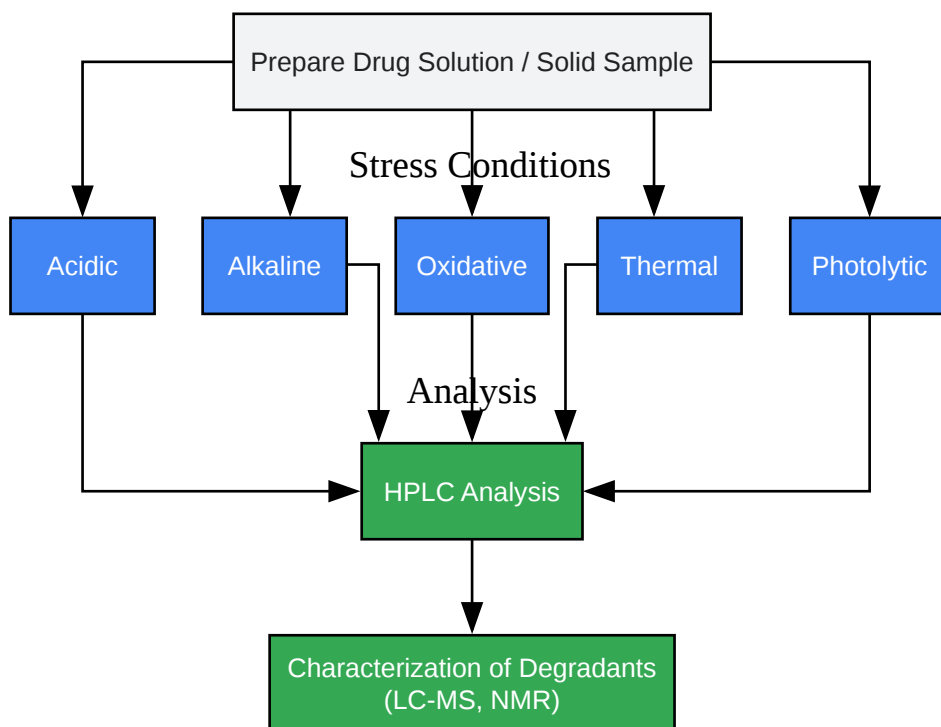 Prepare Drug Solution / Solid Sample
Stress Conditions
Acidic
Alkaline
Oxidative
Thermal
Photolytic
Analysis
HPLC Analysis
Characterization of Degradants
(LC-MS, NMR)